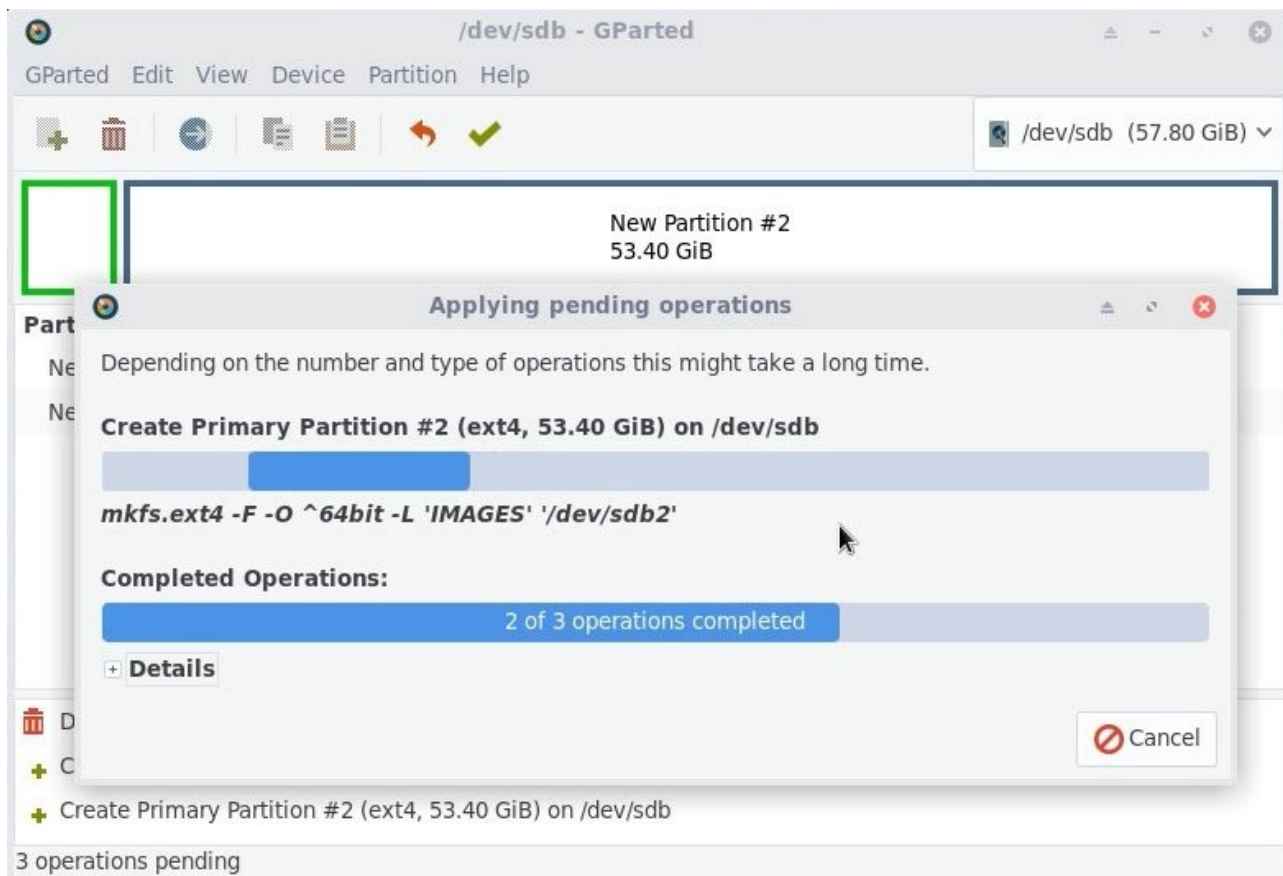 /dev/sdb - GParted
GParted Edit View Device Partition Help
/dev/sdb (57.80 GiB)
New Partition #2
53.40 GiB
Applying pending operations
Part
Depending on the number and type of operations this might take a long time.
Ne
Ne
Create Primary Partition #2 (ext4, 53.40 GiB) on /dev/sdb
mkfs.ext4 -F -O ^64bit -L 'IMAGES' '/dev/sdb2'
Completed Operations:
2 of 3 operations completed
+ Details
D
Cancel
C
Create Primary Partition #2 (ext4, 53.40 GiB) on /dev/sdb
3 operations pending